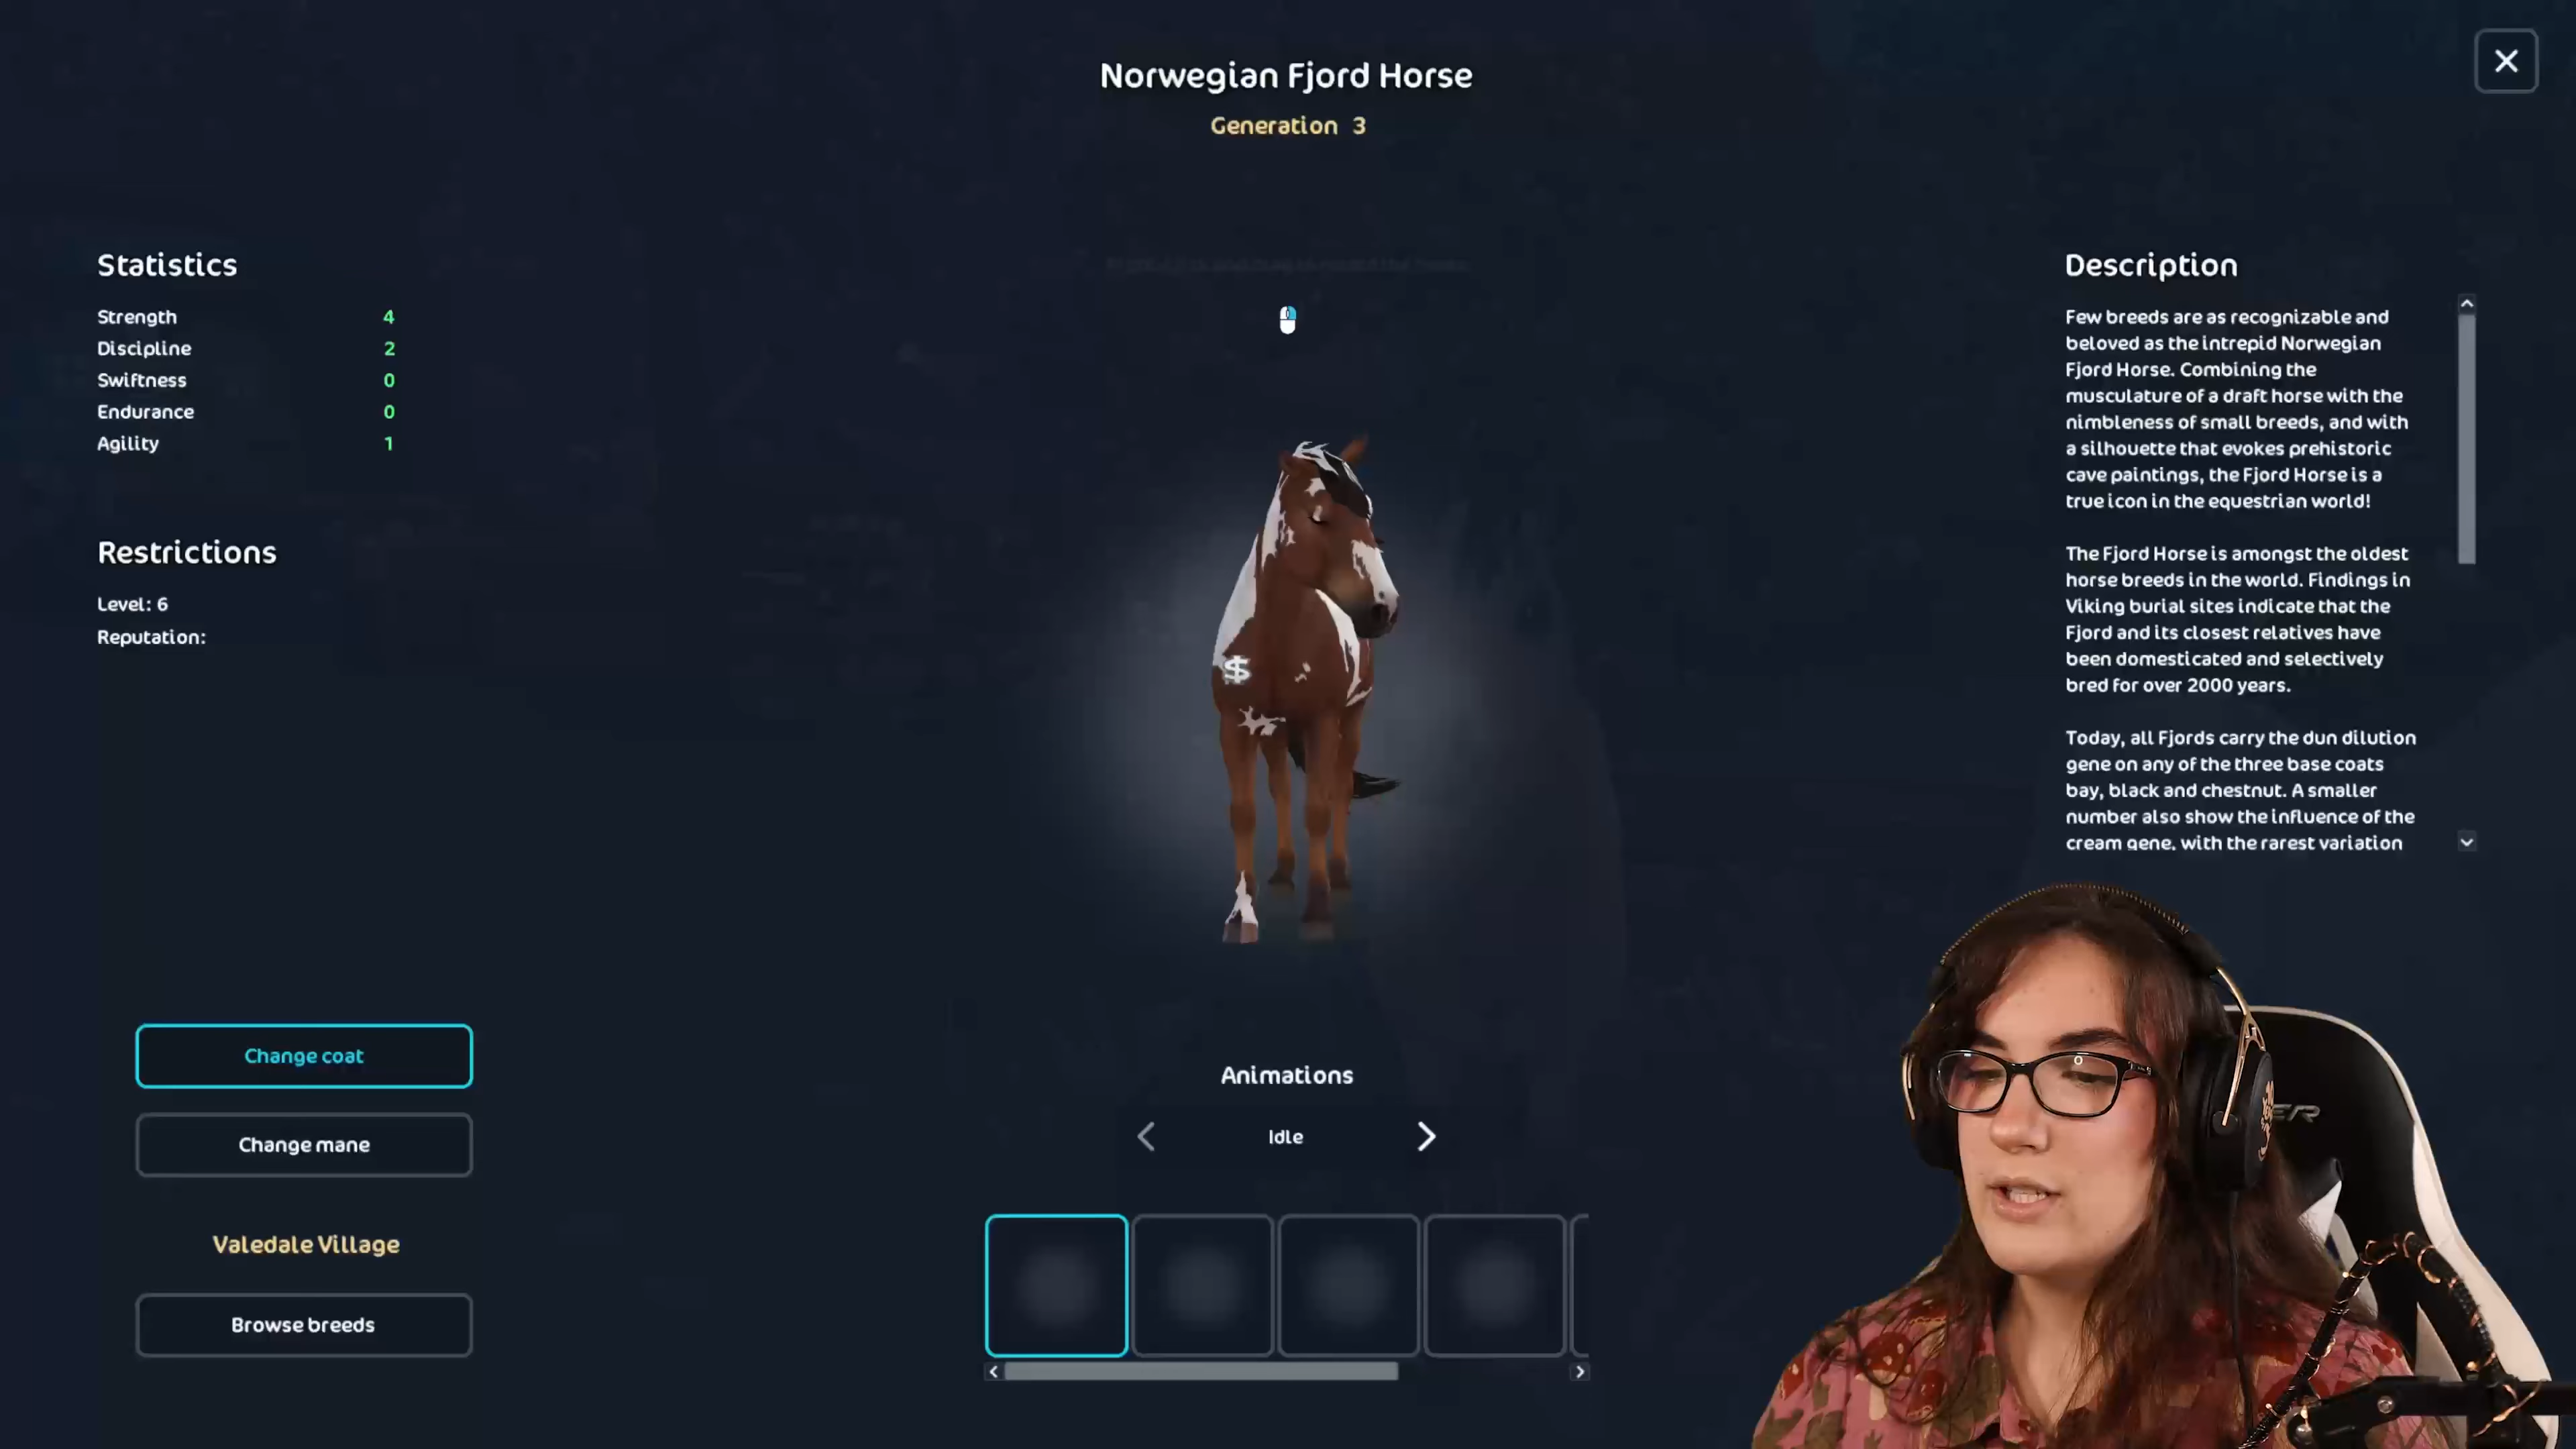 Norwegian Fjord Horse
Generation 3
Statistics
Strength 4
Discipline 2
Swiftness 0
Endurance 0
Agility 1
Restrictions
Level: 6
Reputation:
$
Description
Few breeds are as recognizable and
beloved as the intrepid Norwegian
Fjord Horse. Combining the
musculature of a draft horse with the
nimbleness of small breeds, and with
a silhouette that evokes prehistoric
cave paintings, the Fjord Horse is a
true icon in the equestrian world!
The Fjord Horse is amongst the oldest
horse breeds in the world. Findings in
Viking burial sites indicate that the
Fjord and its closest relatives have
been domesticated and selectively
bred for over 2000 years.
Today, all Fjords carry the dun dilution
gene on any of the three base coats
bay, black and chestnut. A smaller
number also show the influence of the
cream gene, with the rarest variation
Change coat
Change mane
Valedale Village
Browse breeds
Animations
Idle